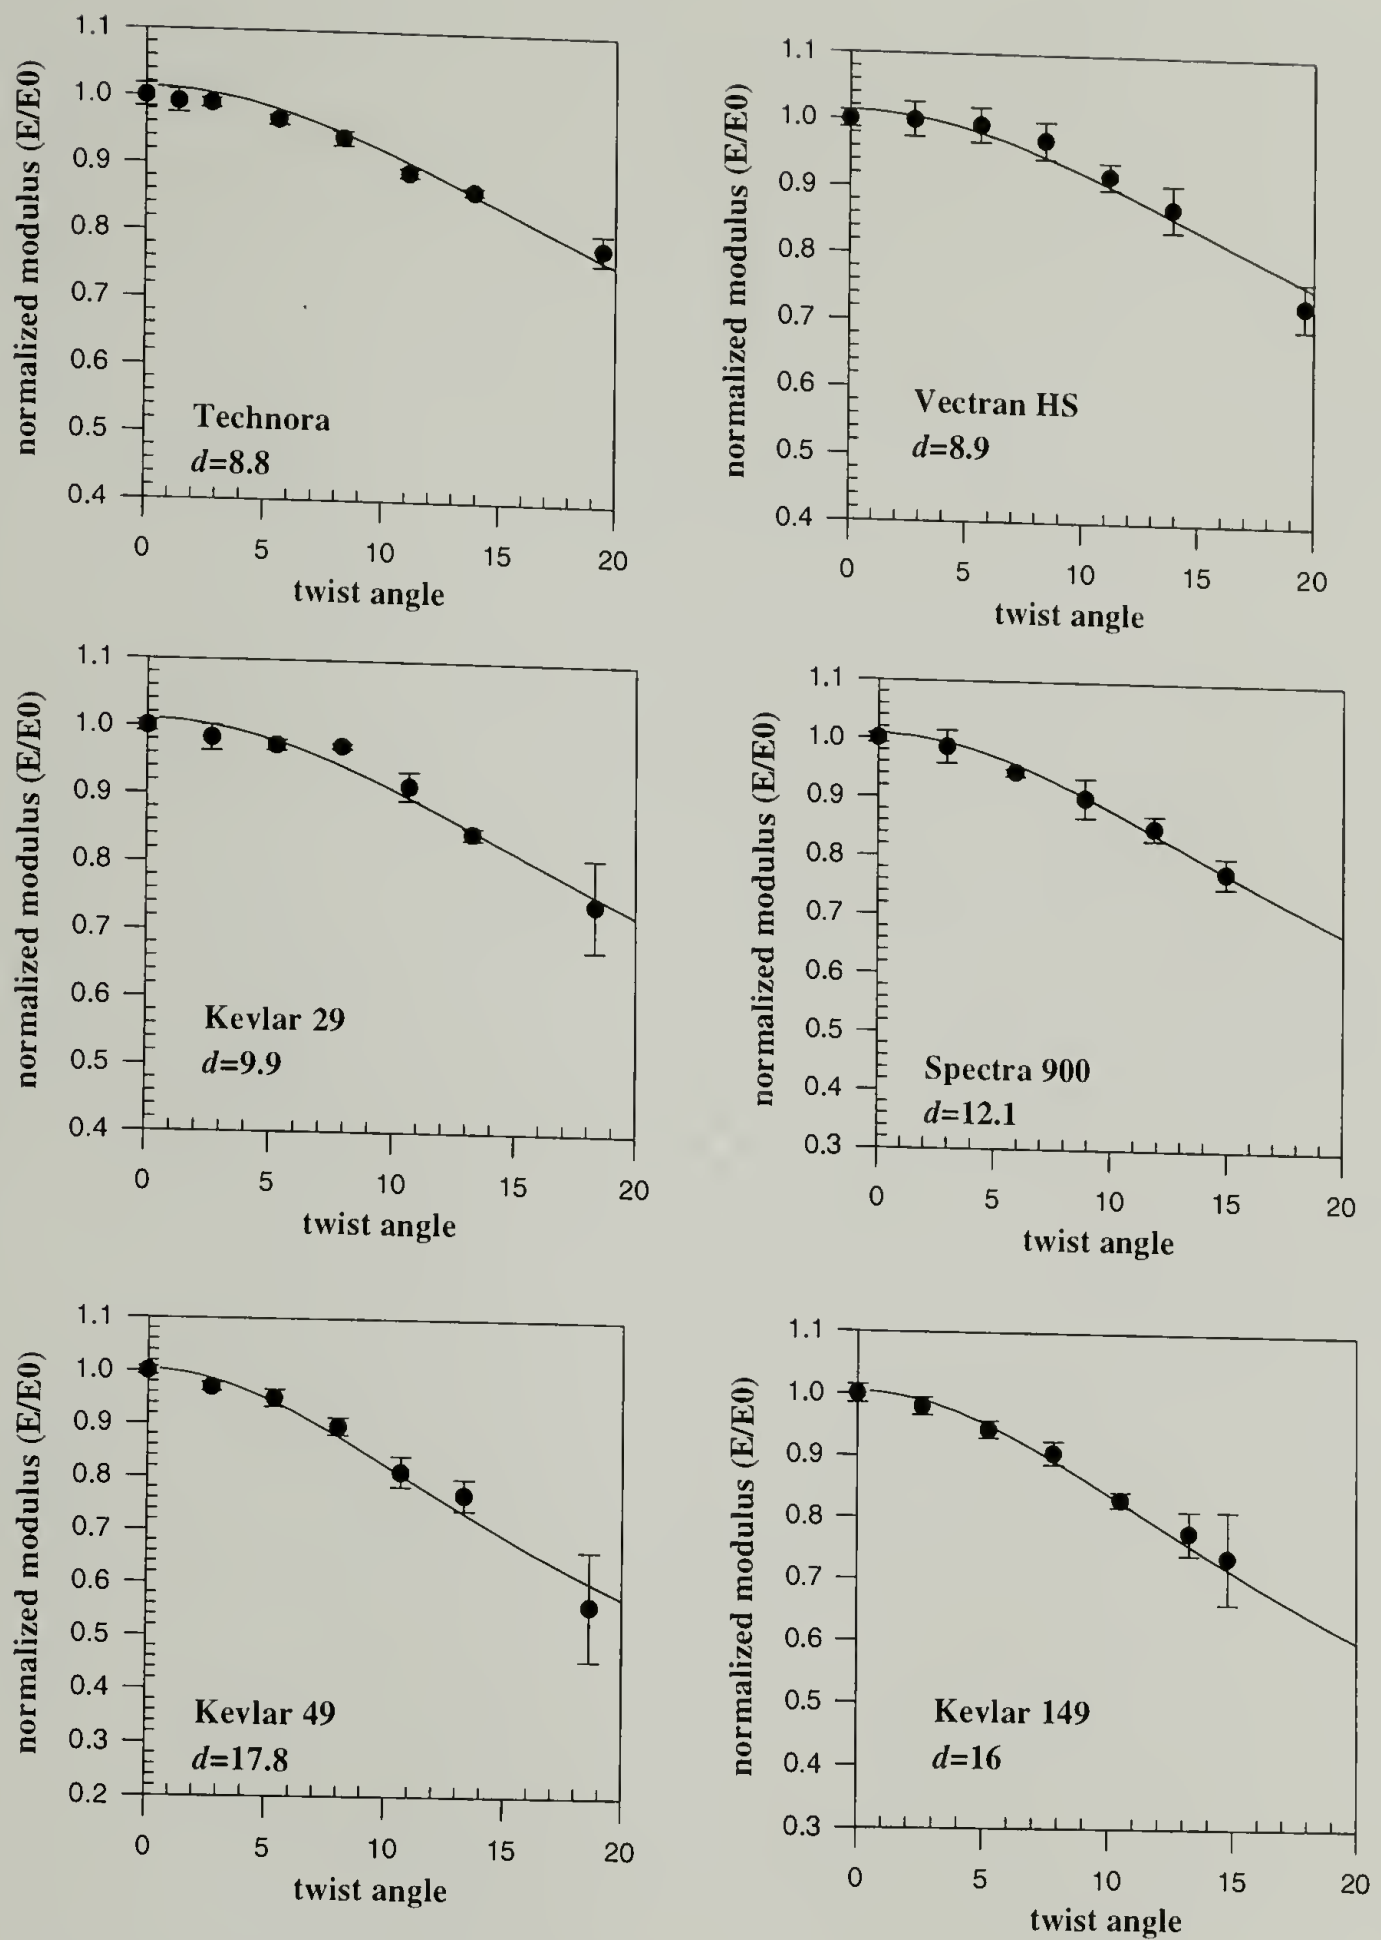 1.1
1.0
0.9
0.8
0.7
0.6
0.5
0.4
normalized modulus (E/E0)
Technora
d=8.8
0 5 10 15 20
twist angle
1.1
1.0
0.9
0.8
0.7
0.6
0.5
0.4
normalized modulus (E/E0)
Vectran HS
d=8.9
0 5 10 15 20
twist angle
1.1
1.0
0.9
0.8
0.7
0.6
0.5
0.4
normalized modulus (E/E0)
Kevlar 29
d=9.9
0 5 10 15 20
twist angle
1.1
1.0
0.9
0.8
0.7
0.6
0.5
0.4
0.3
normalized modulus (E/E0)
Spectra 900
d=12.1
0 5 10 15 20
twist angle
1.1
1.0
0.9
0.8
0.7
0.6
0.5
0.4
0.3
0.2
normalized modulus (E/E0)
Kevlar 49
d=17.8
0 5 10 15 20
twist angle
1.1
1.0
0.9
0.8
0.7
0.6
0.5
0.4
0.3
normalized modulus (E/E0)
Kevlar 149
d=16
0 5 10 15 20
twist angle